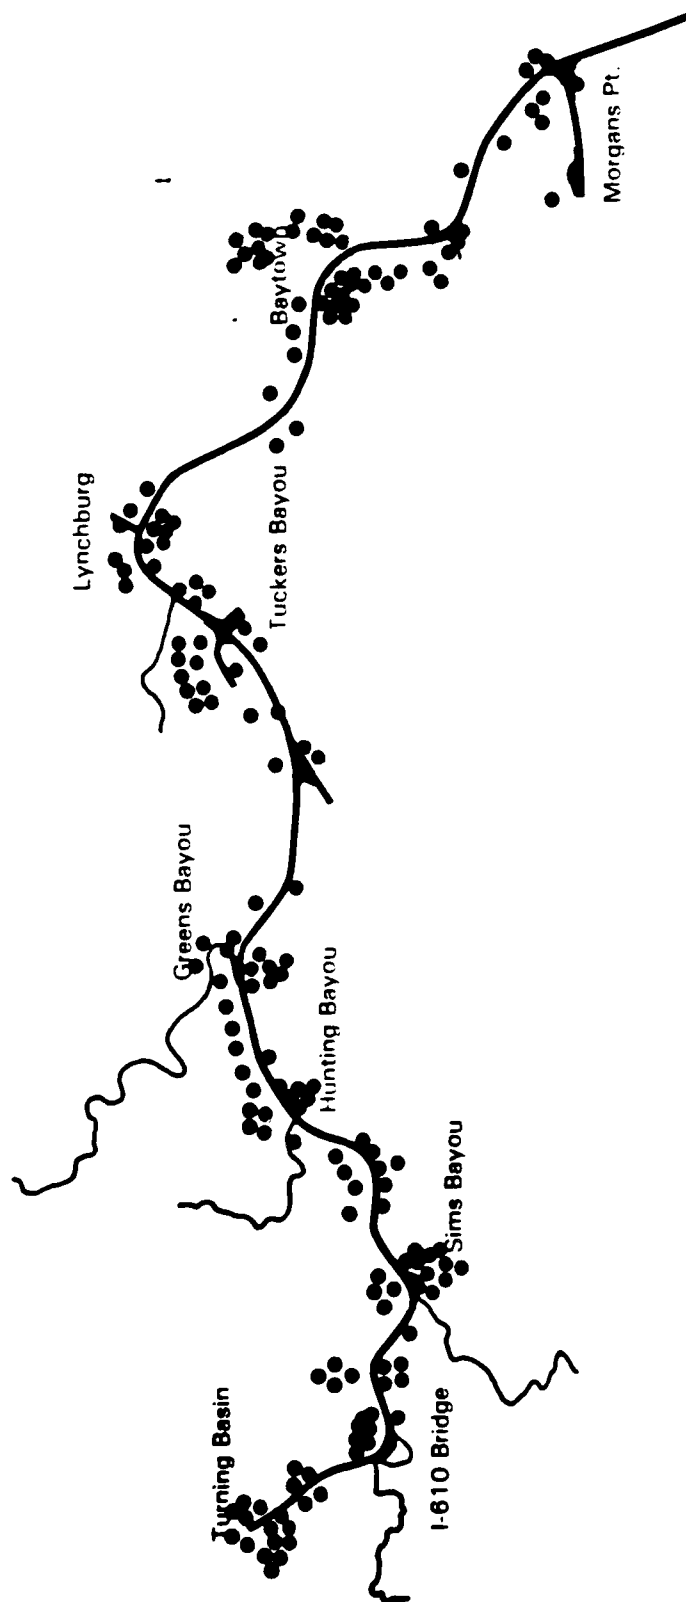 Turning Basin
I-610 Bridge
Sims Bayou
Hunting Bayou
Greens Bayou
Tuckers Bayou
Lynchburg
Baytown
Morgans Pt.